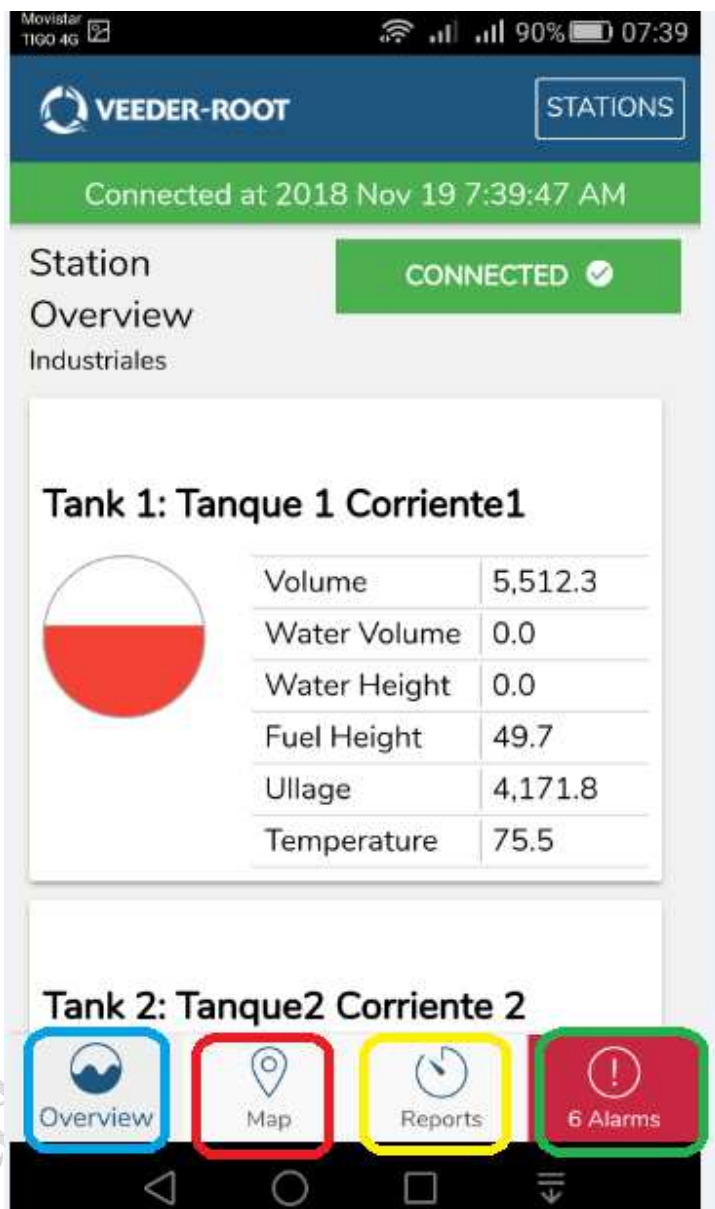 Movistar
TIGO 4G 90% 07:39
VEEDER-ROOT STATIONS
Connected at 2018 Nov 19 7:39:47 AM
Station
Overview
CONNECTED
Industriales
Tank 1: Tanque 1 Corriente1
Volume 5,512.3
Water Volume 0.0
Water Height 0.0
Fuel Height 49.7
Ullage 4,171.8
Temperature 75.5
Tank 2: Tanque2 Corriente 2
Overview Map Reports 6 Alarms